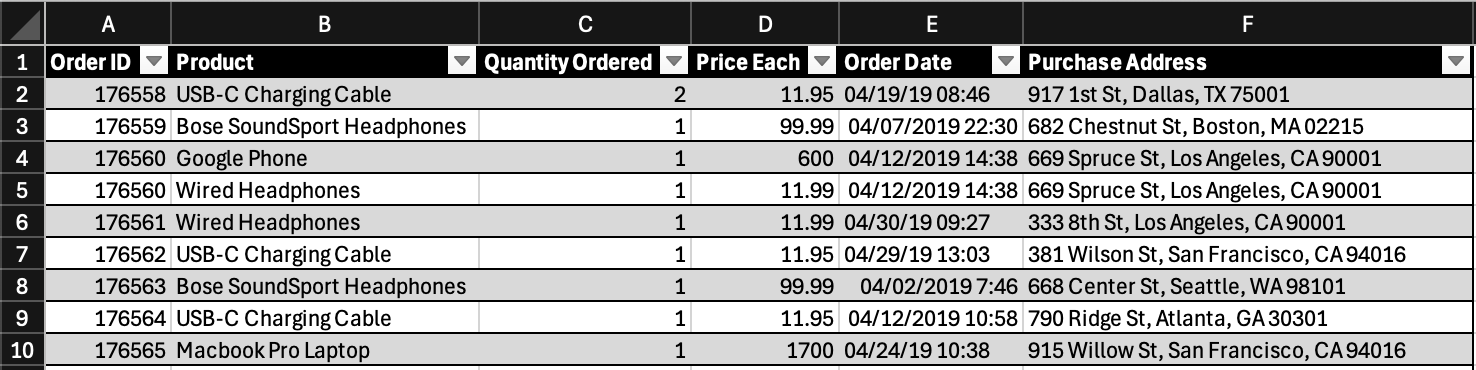 A B C D E F
1 Order ID Product Quantity Ordered Price Each Order Date Purchase Address
2 176558 USB-C Charging Cable 2 11.95 04/19/19 08:46 917 1st St, Dallas, TX 75001
3 176559 Bose SoundSport Headphones 1 99.99 04/07/2019 22:30 682 Chestnut St, Boston, MA 02215
4 176560 Google Phone 1 600 04/12/2019 14:38 669 Spruce St, Los Angeles, CA 90001
5 176560 Wired Headphones 1 11.99 04/12/2019 14:38 669 Spruce St, Los Angeles, CA 90001
6 176561 Wired Headphones 1 11.99 04/30/19 09:27 333 8th St, Los Angeles, CA 90001
7 176562 USB-C Charging Cable 1 11.95 04/29/19 13:03 381 Wilson St, San Francisco, CA 94016
8 176563 Bose SoundSport Headphones 1 99.99 04/02/2019 7:46 668 Center St, Seattle, WA 98101
9 176564 USB-C Charging Cable 1 11.95 04/12/2019 10:58 790 Ridge St, Atlanta, GA 30301
10 176565 Macbook Pro Laptop 1 1700 04/24/19 10:38 915 Willow St, San Francisco, CA 94016